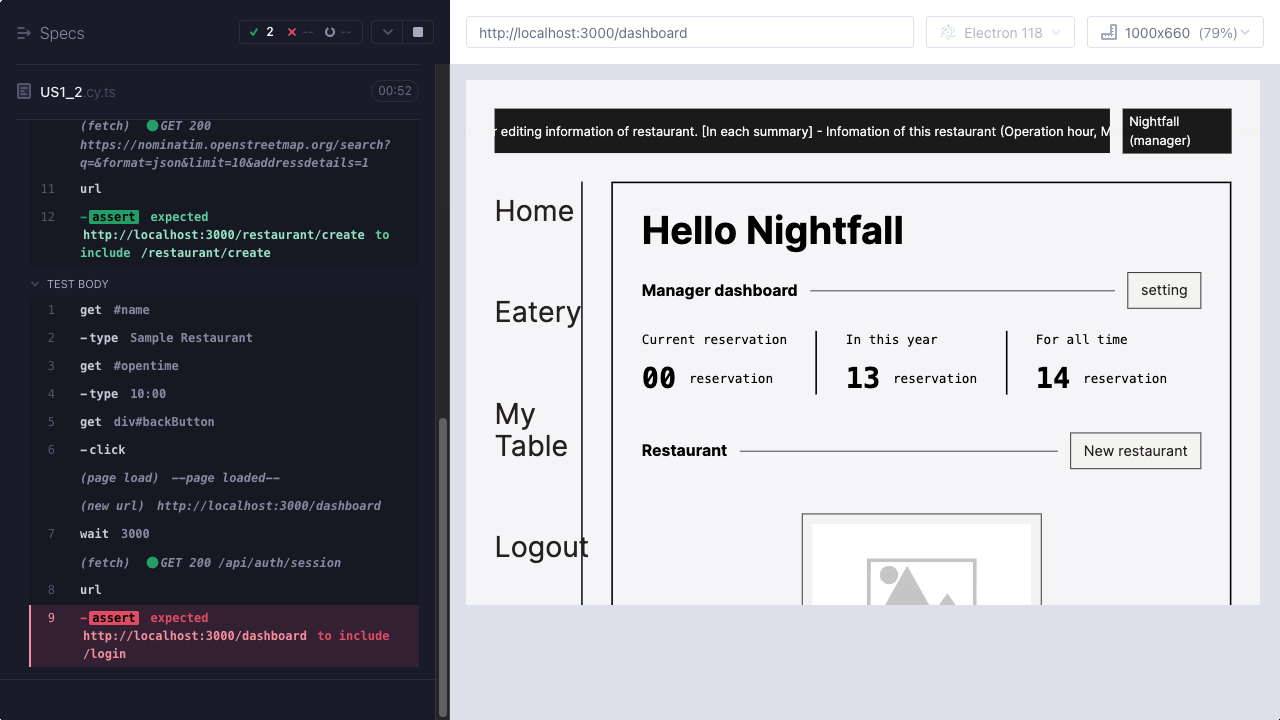 Specs
2
--
--
US1_2.cy.ts
00:52
(fetch) GET 200
https://nominatim.openstreetmap.org/search?
q=&format=json&limit=10&addressdetails=1
11 url
12 -assert expected
http://localhost:3000/restaurant/create to
include /restaurant/create
TEST BODY
1 get #name
2 -type Sample Restaurant
3 get #opentime
4 -type 10:00
5 get div#backButton
6 -click
(page load) --page loaded--
(new url) http://localhost:3000/dashboard
7 wait 3000
(fetch) GET 200 /api/auth/session
8 url
9 -assert expected
http://localhost:3000/dashboard to include
/login
http://localhost:3000/dashboard
Electron 118
1000x660 (79%)
r editing information of restaurant. [In each summary] - Infomation of this restaurant (Operation hour, M
Nightfall
(manager)
Home
Eatery
My
Table
Logout
Hello Nightfall
Manager dashboard
setting
Current reservation
00 reservation
In this year
13 reservation
For all time
14 reservation
Restaurant
New restaurant